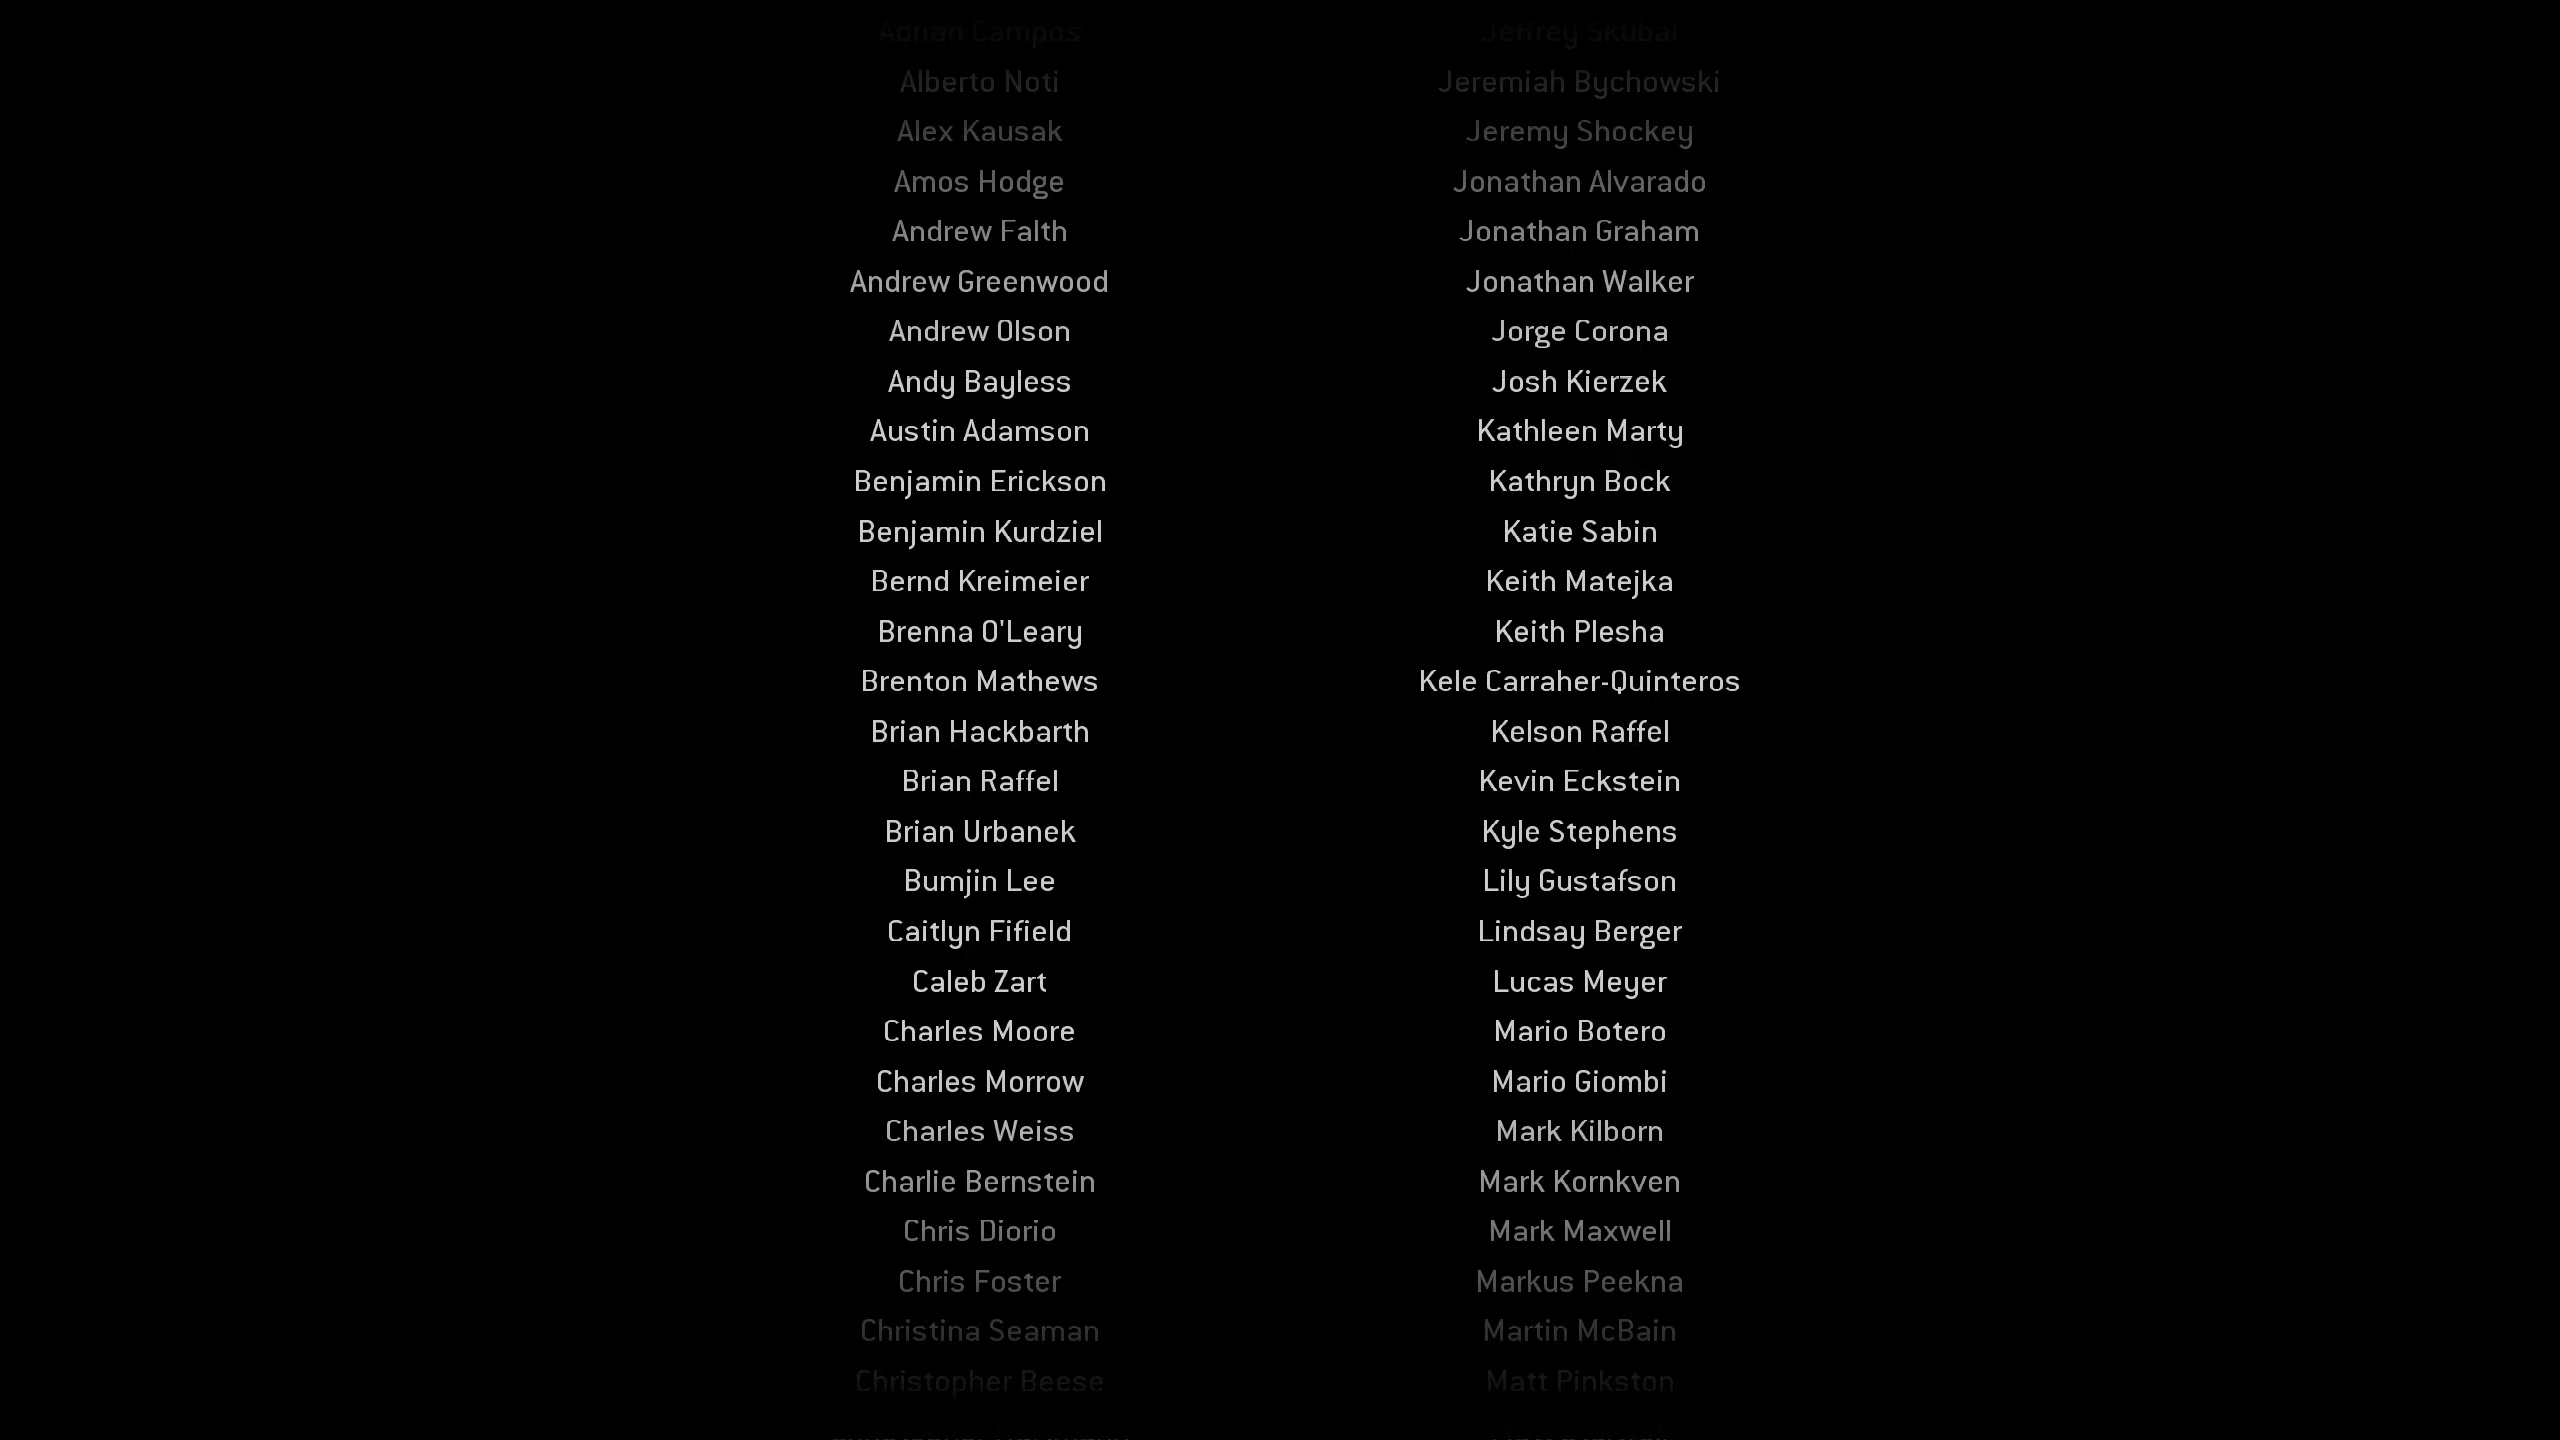 Adrian Campos
Alberto Noti
Alex Kausak
Amos Hodge
Andrew Falth
Andrew Greenwood
Andrew Olson
Andy Bayless
Austin Adamson
Benjamin Erickson
Benjamin Kurdziel
Bernd Kreimeier
Brenna O'Leary
Brenton Mathews
Brian Hackbarth
Brian Raffel
Brian Urbanek
Bumjin Lee
Caitlyn Fifield
Caleb Zart
Charles Moore
Charles Morrow
Charles Weiss
Charlie Bernstein
Chris Diorio
Chris Foster
Christina Seaman
Christopher Beese
Jeffrey Skubal
Jeremiah Bychowski
Jeremy Shockey
Jonathan Alvarado
Jonathan Graham
Jonathan Walker
Jorge Corona
Josh Kierzek
Kathleen Marty
Kathryn Bock
Katie Sabin
Keith Matejka
Keith Plesha
Kele Carraher-Quinteros
Kelson Raffel
Kevin Eckstein
Kyle Stephens
Lily Gustafson
Lindsay Berger
Lucas Meyer
Mario Botero
Mario Giombi
Mark Kilborn
Mark Kornkven
Mark Maxwell
Markus Peekna
Martin McBain
Matt Pinkston